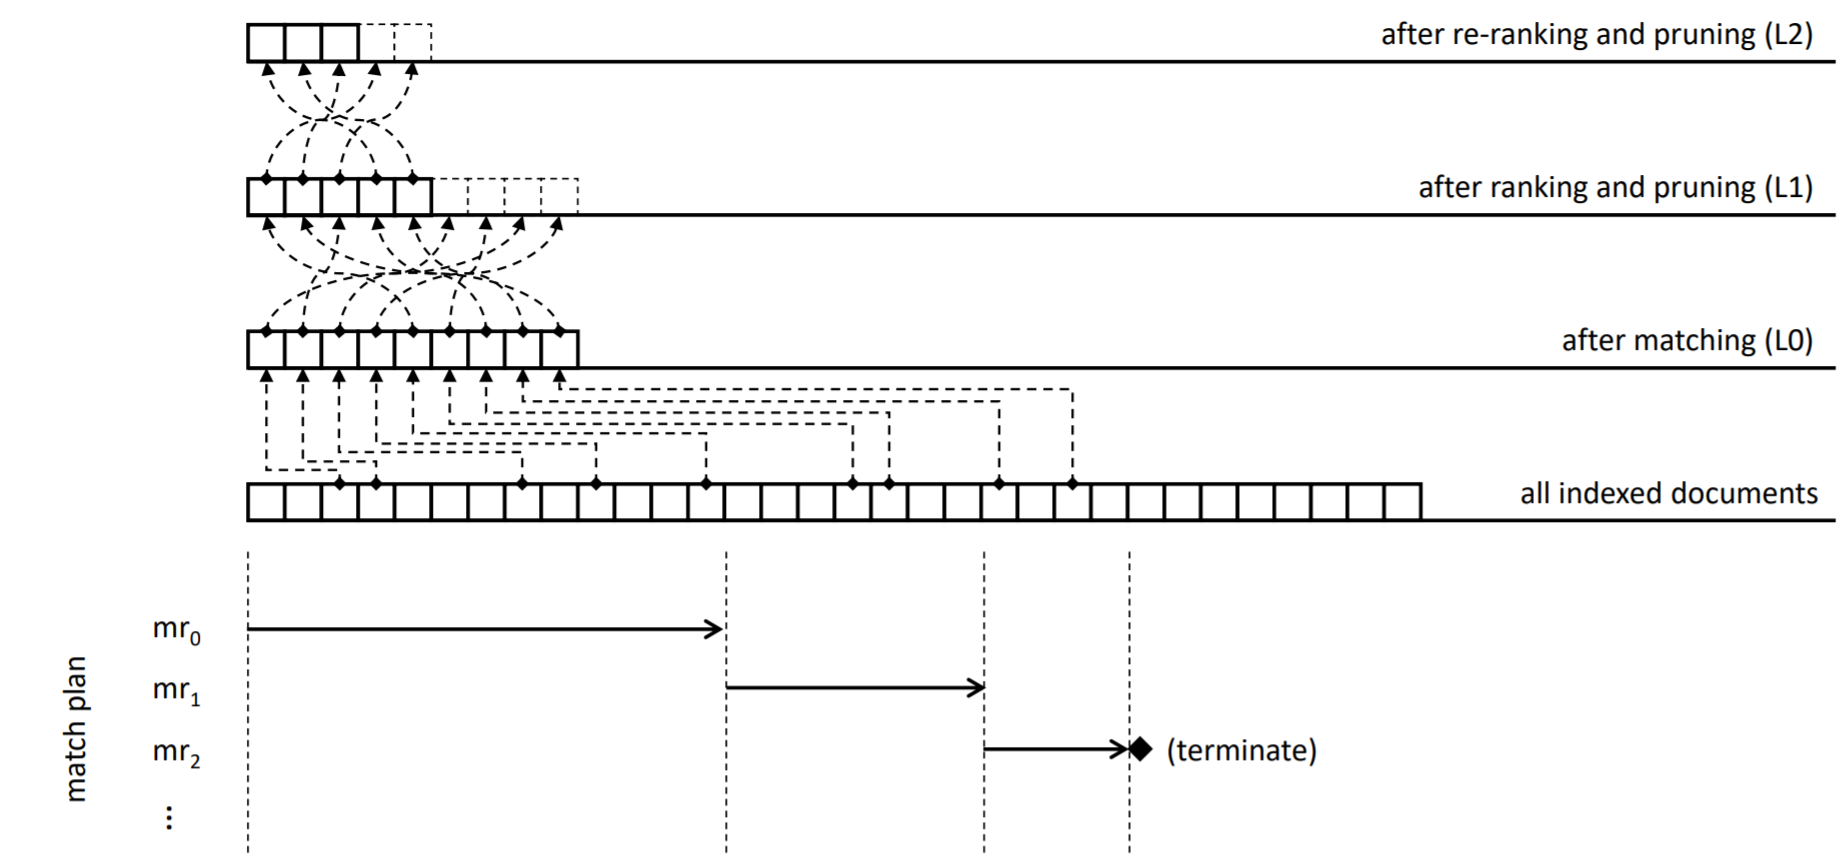 after re-ranking and pruning (L2)
after ranking and pruning (L1)
after matching (L0)
all indexed documents
match plan
mr0
mr1
mr2
(terminate)
⋮